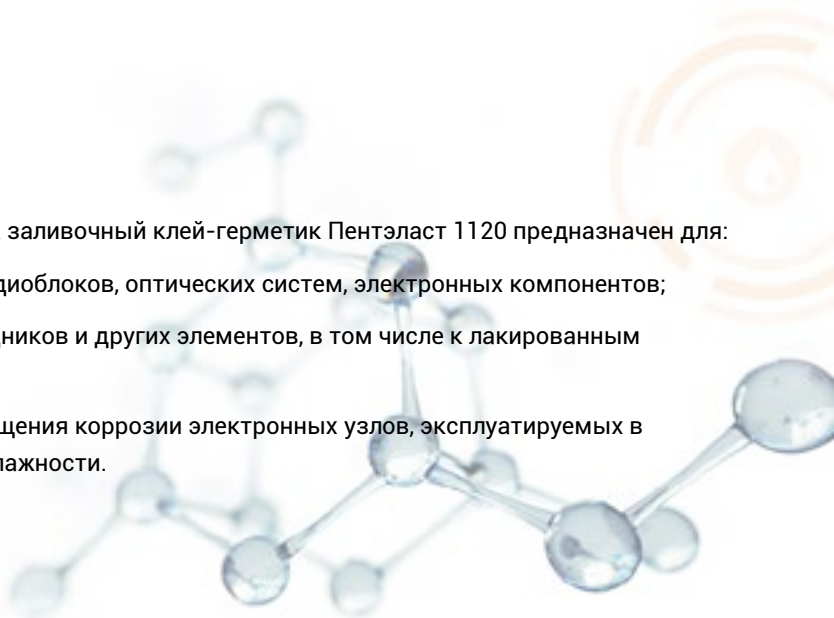 заливочный клей-герметик Пентэласт 1120 предназначен для:
диоблоков, оптических систем, электронных компонентов;
ников и других элементов, в том числе к лакированным
щения коррозии электронных узлов, эксплуатируемых в
лажности.